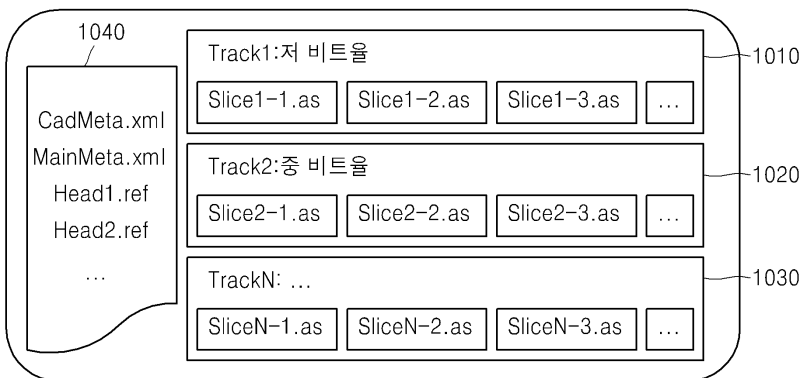 1040
CadMeta.xml
MainMeta.xml
Head1.ref
Head2.ref
...
Track1:저 비트율
1010
Slice1-1.as
Slice1-2.as
Slice1-3.as
...
Track2:중 비트율
1020
Slice2-1.as
Slice2-2.as
Slice2-3.as
...
TrackN: ...
1030
SliceN-1.as
SliceN-2.as
SliceN-3.as
...